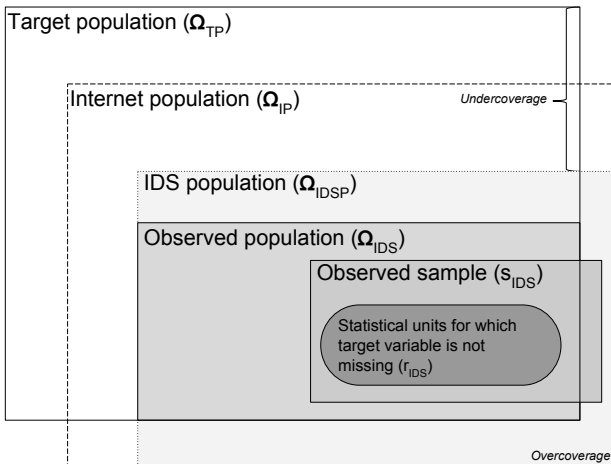 Target population (Ω_TP)
Internet population (Ω_IP)
Undercoverage
IDS population (Ω_IDSP)
Observed population (Ω_IDS)
Observed sample (s_IDS)
Statistical units for which
target variable is not
missing (r_IDS)
Overcoverage